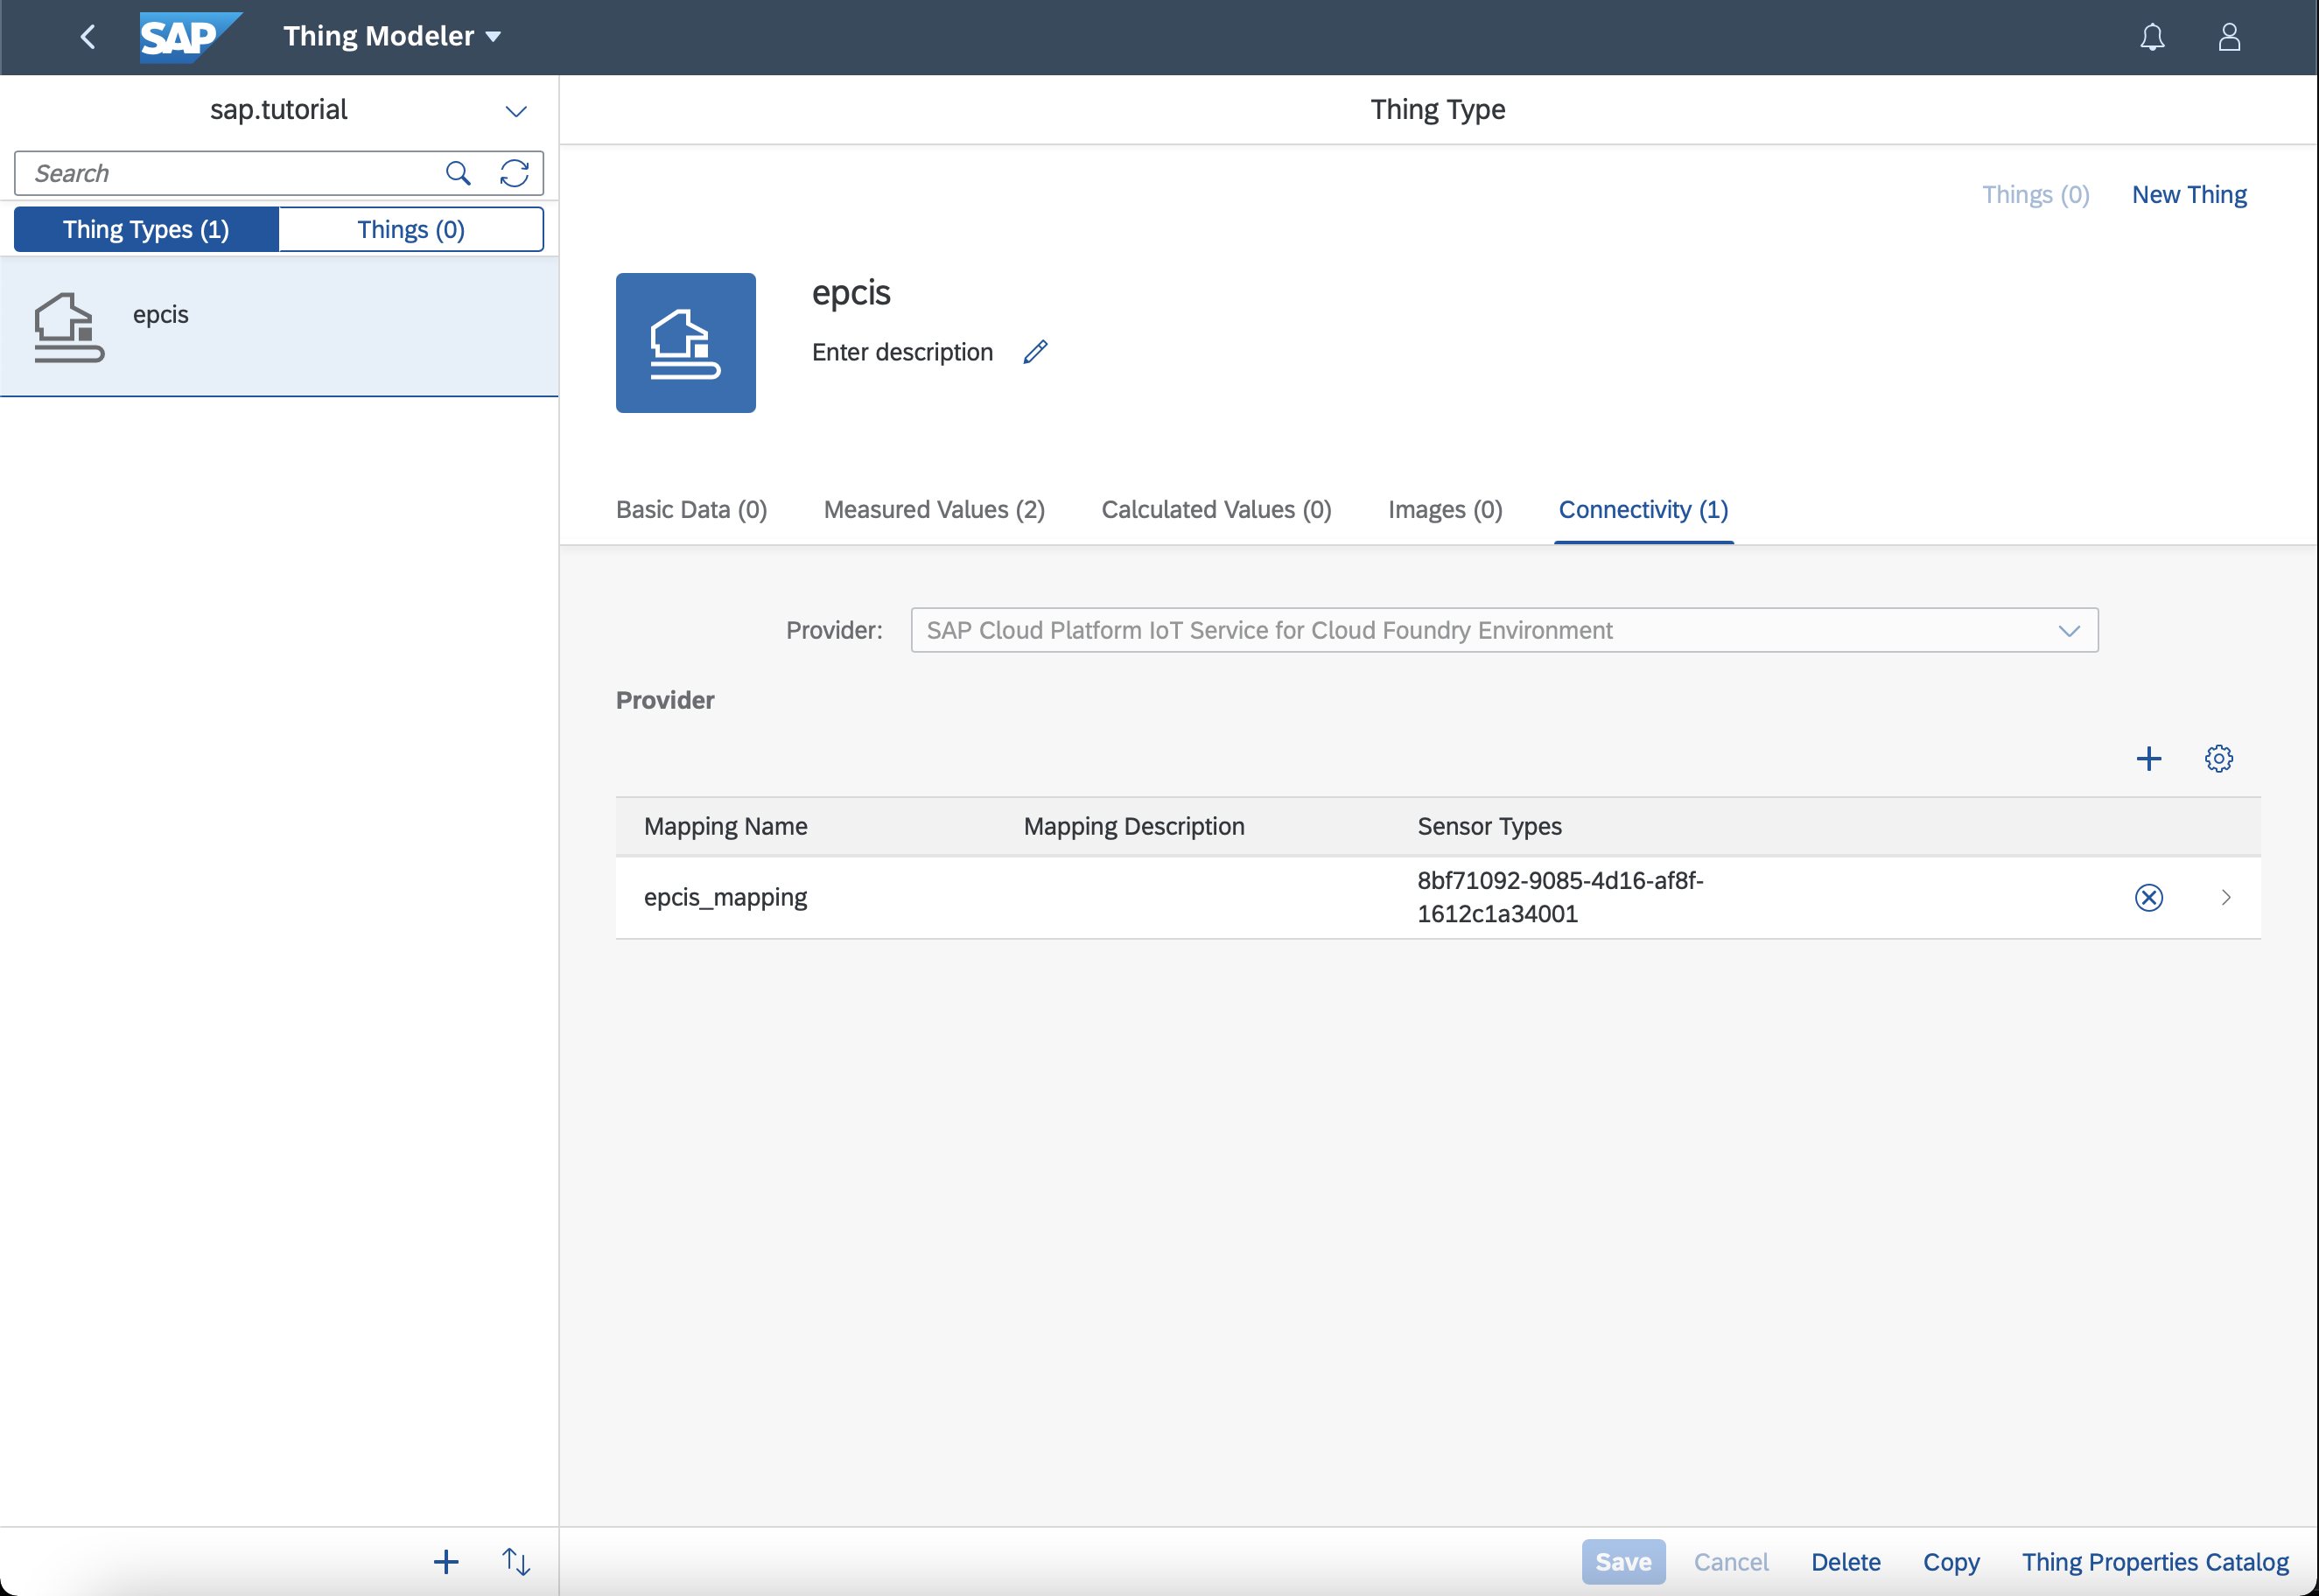 SAP Thing Modeler
sap.tutorial
Search
Thing Types (1) Things (0)
epcis
Thing Type
Things (0) New Thing
epcis
Enter description
Basic Data (0) Measured Values (2) Calculated Values (0) Images (0) Connectivity (1)
Provider: SAP Cloud Platform IoT Service for Cloud Foundry Environment
Provider
Mapping Name Mapping Description Sensor Types
epcis_mapping
8bf71092-9085-4d16-af8f-
1612c1a34001
Save Cancel Delete Copy Thing Properties Catalog